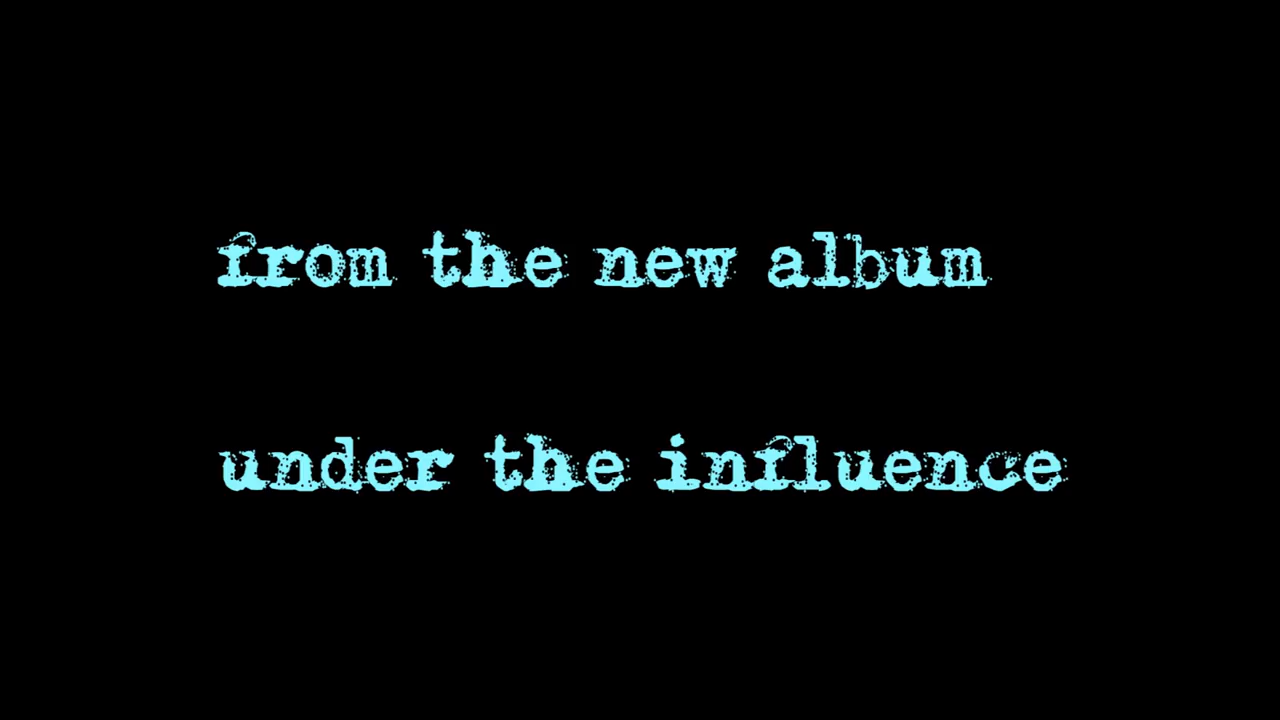 from the new album
under the influence